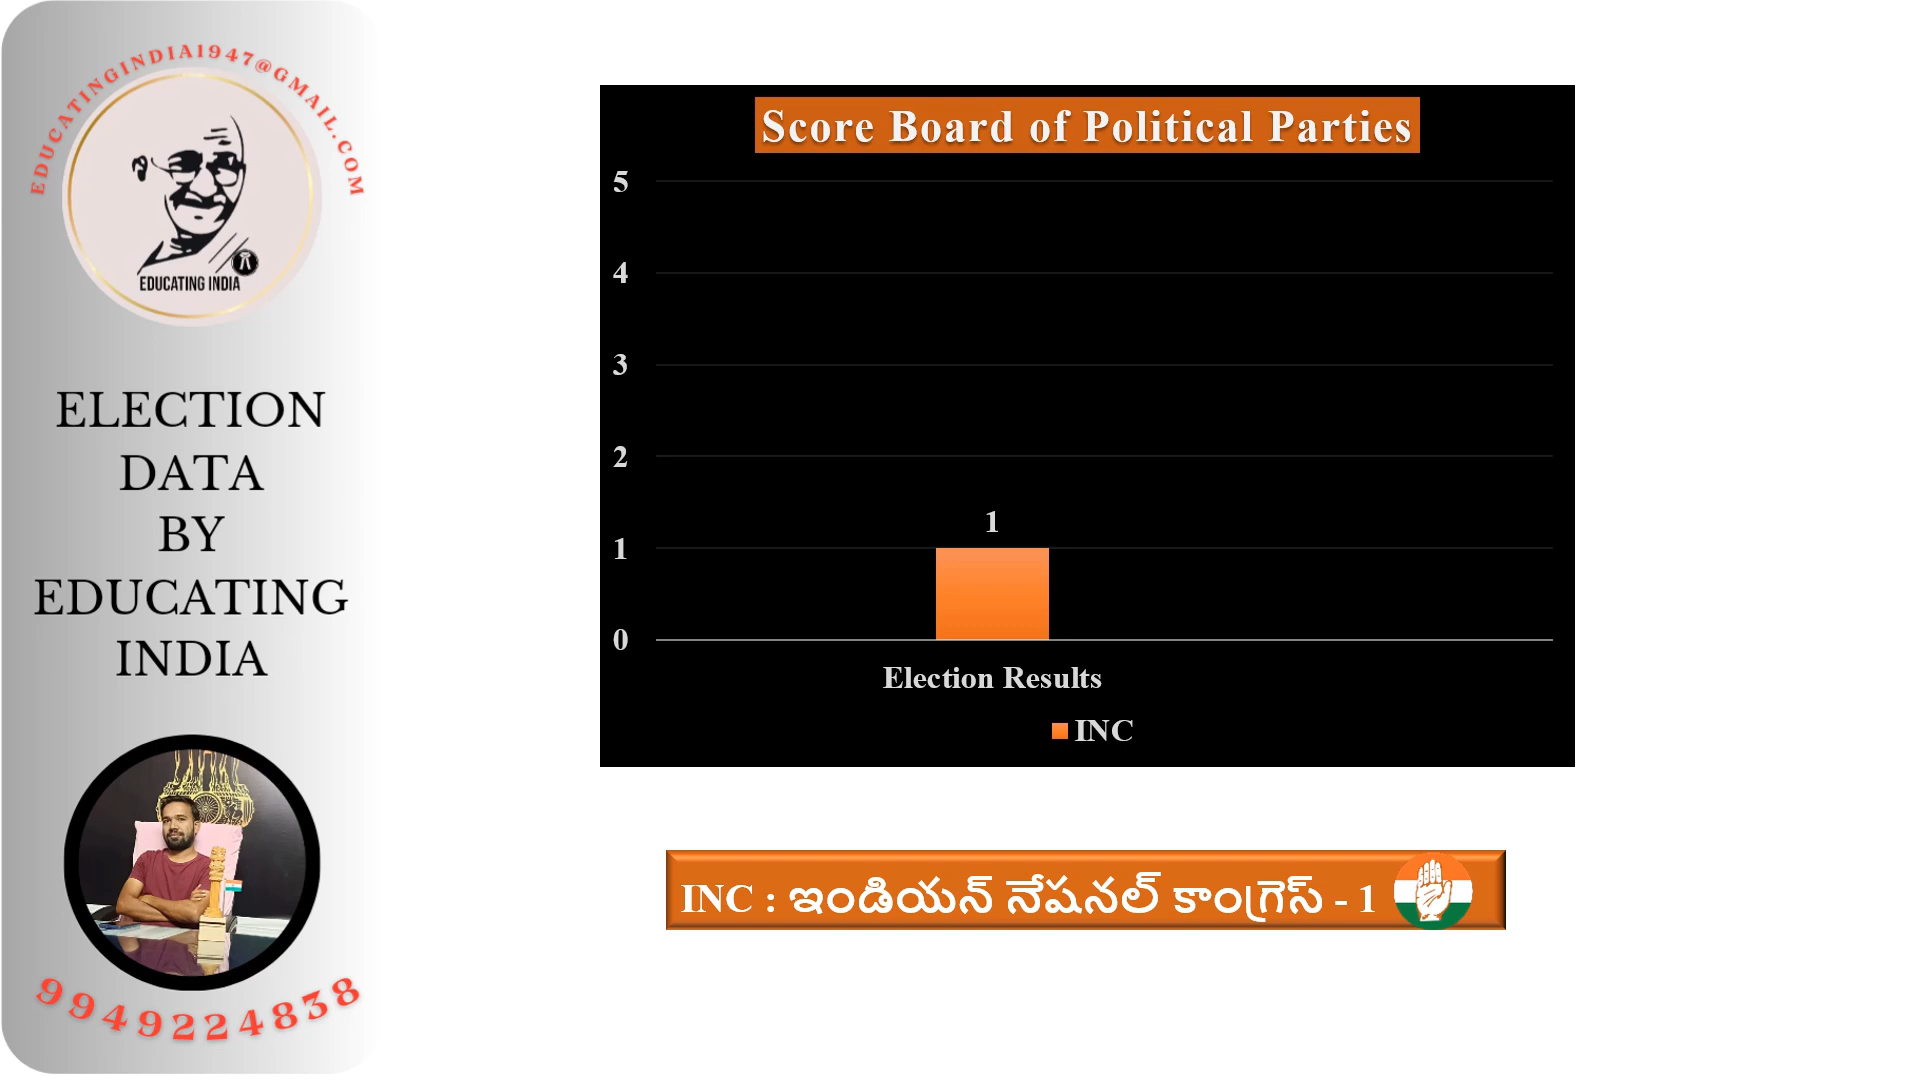 EDUCATINGINDIA1947@GMAIL.COM
EDUCATING INDIA
ELECTION
DATA
BY
EDUCATING
INDIA
9949224838
Score Board of Political Parties
5
4
3
2
1
0
1
Election Results
INC
INC : ఇండియన్ నేషనల్ కాంగ్రెస్ - 1